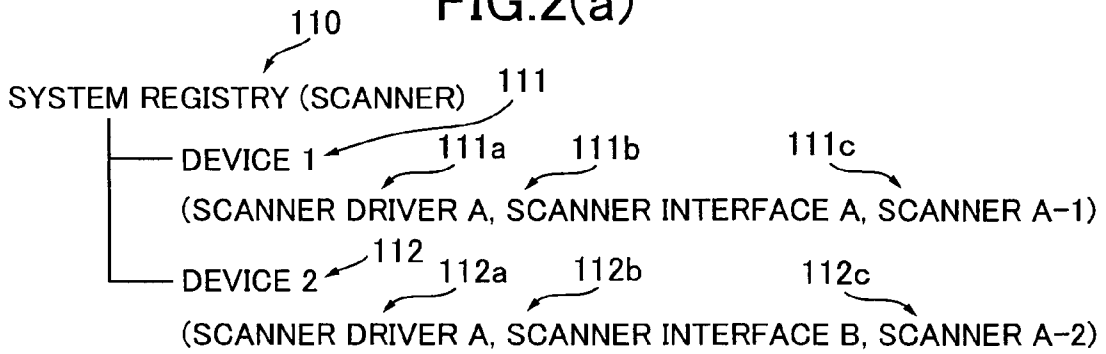 FIG.2(a)
110
SYSTEM REGISTRY (SCANNER)
111
DEVICE 1
111a 111b 111c
(SCANNER DRIVER A, SCANNER INTERFACE A, SCANNER A-1)
DEVICE 2
112
112a 112b 112c
(SCANNER DRIVER A, SCANNER INTERFACE B, SCANNER A-2)